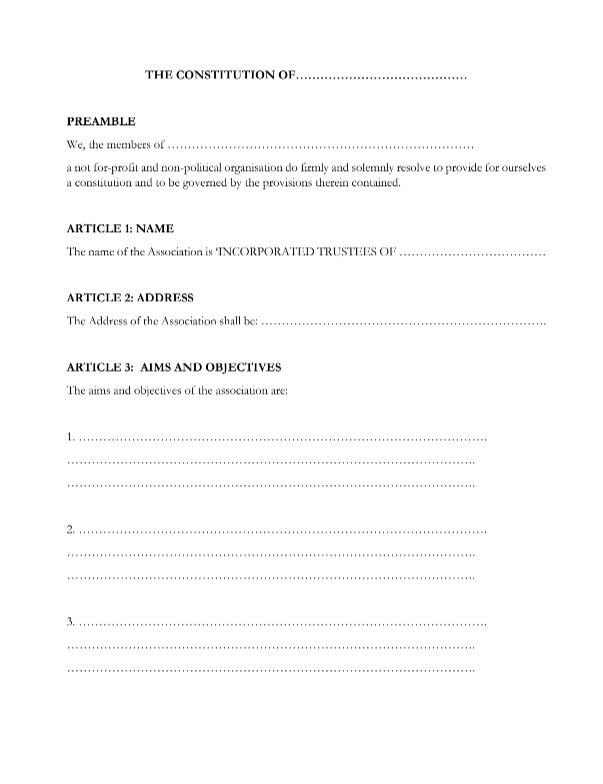 THE CONSTITUTION OF……………………………………
PREAMBLE
We, the members of …………………………………………………………………
a not for-profit and non-political organisation do firmly and solemnly resolve to provide for ourselves
a constitution and to be governed by the provisions therein contained.
ARTICLE 1: NAME
The name of the Association is ‘INCORPORATED TRUSTEES OF ………………………………
ARTICLE 2: ADDRESS
The Address of the Association shall be: …………………………………………………………….
ARTICLE 3:  AIMS AND OBJECTIVES
The aims and objectives of the association are:
1. ……………………………………………………………………………………….
……………………………………………………………………………………….
……………………………………………………………………………………….
2. ……………………………………………………………………………………….
……………………………………………………………………………………….
……………………………………………………………………………………….
3. ……………………………………………………………………………………….
……………………………………………………………………………………….
……………………………………………………………………………………….